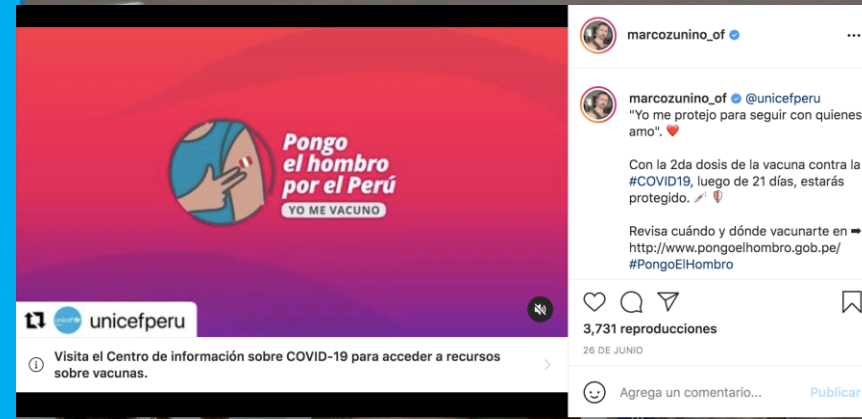 Pongo
el hombro
por el Perú
YO ME VACUNO
unicefperu
Visita el Centro de información sobre COVID-19 para acceder a recursos
sobre vacunas.
marcozunino_of
marcozunino_of @unicefperu
"Yo me protejo para seguir con quienes
amo". ❤️
Con la 2da dosis de la vacuna contra la
#COVID19, luego de 21 días, estarás
protegido.
Revisa cuándo y dónde vacunarte en ➡
http://www.pongoelhombro.gob.pe/
#PongoElHombro
3,731 reproducciones
26 DE JUNIO
Agrega un comentario... Publicar